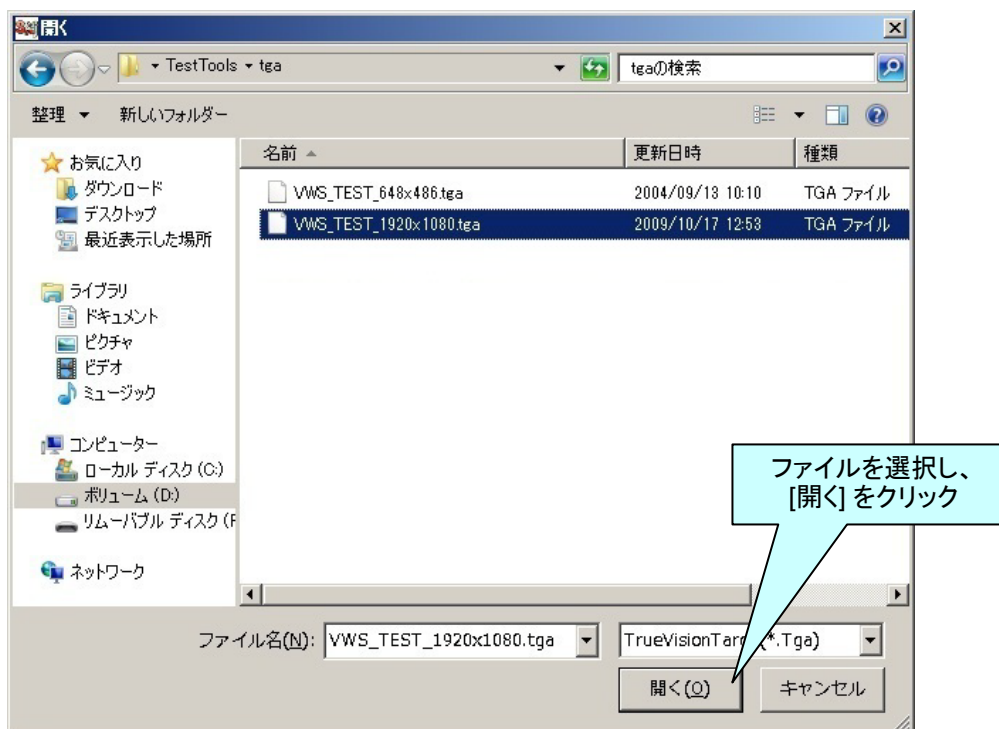 開く
TestTools tga
tgaの検索
整理 新しいフォルダー
名前 更新日時 種類
VWS_TEST_648x486.tga 2004/09/13 10:10 TGA ファイル
VWS_TEST_1920x1080.tga 2009/10/17 12:53 TGA ファイル
お気に入り
ダウンロード
デスクトップ
最近表示した場所
ライブラリ
ドキュメント
ピクチャ
ビデオ
ミュージック
コンピューター
ローカル ディスク (C:)
ボリューム (D:)
リムーバブル ディスク (F
ネットワーク
ファイルを選択し、
[開く] をクリック
ファイル名(N): VWS_TEST_1920x1080.tga
(*.Tga)
開く(O) キャンセル